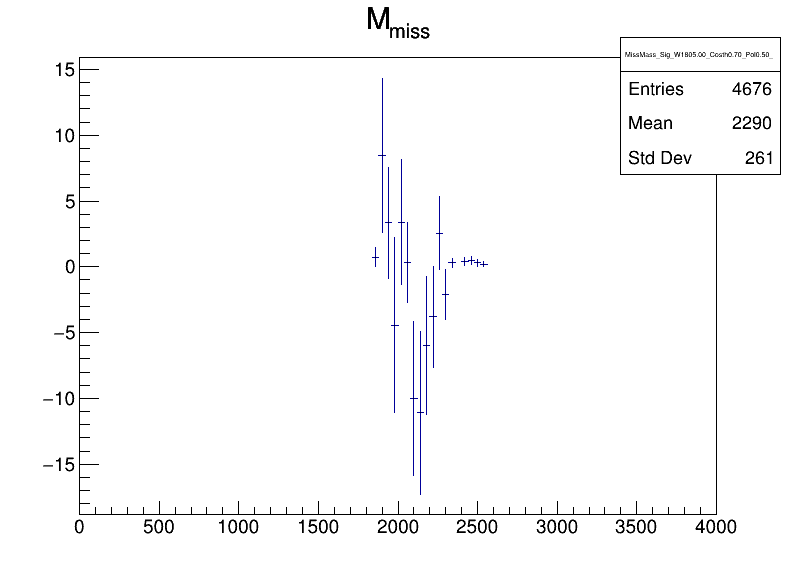 M_miss
MissMass_Sig_W1805.00_Costh0.70_Pol0.50_
Entries 4676
Mean 2290
Std Dev 261
15
10
5
0
−5
−10
−15
0 500 1000 1500 2000 2500 3000 3500 4000